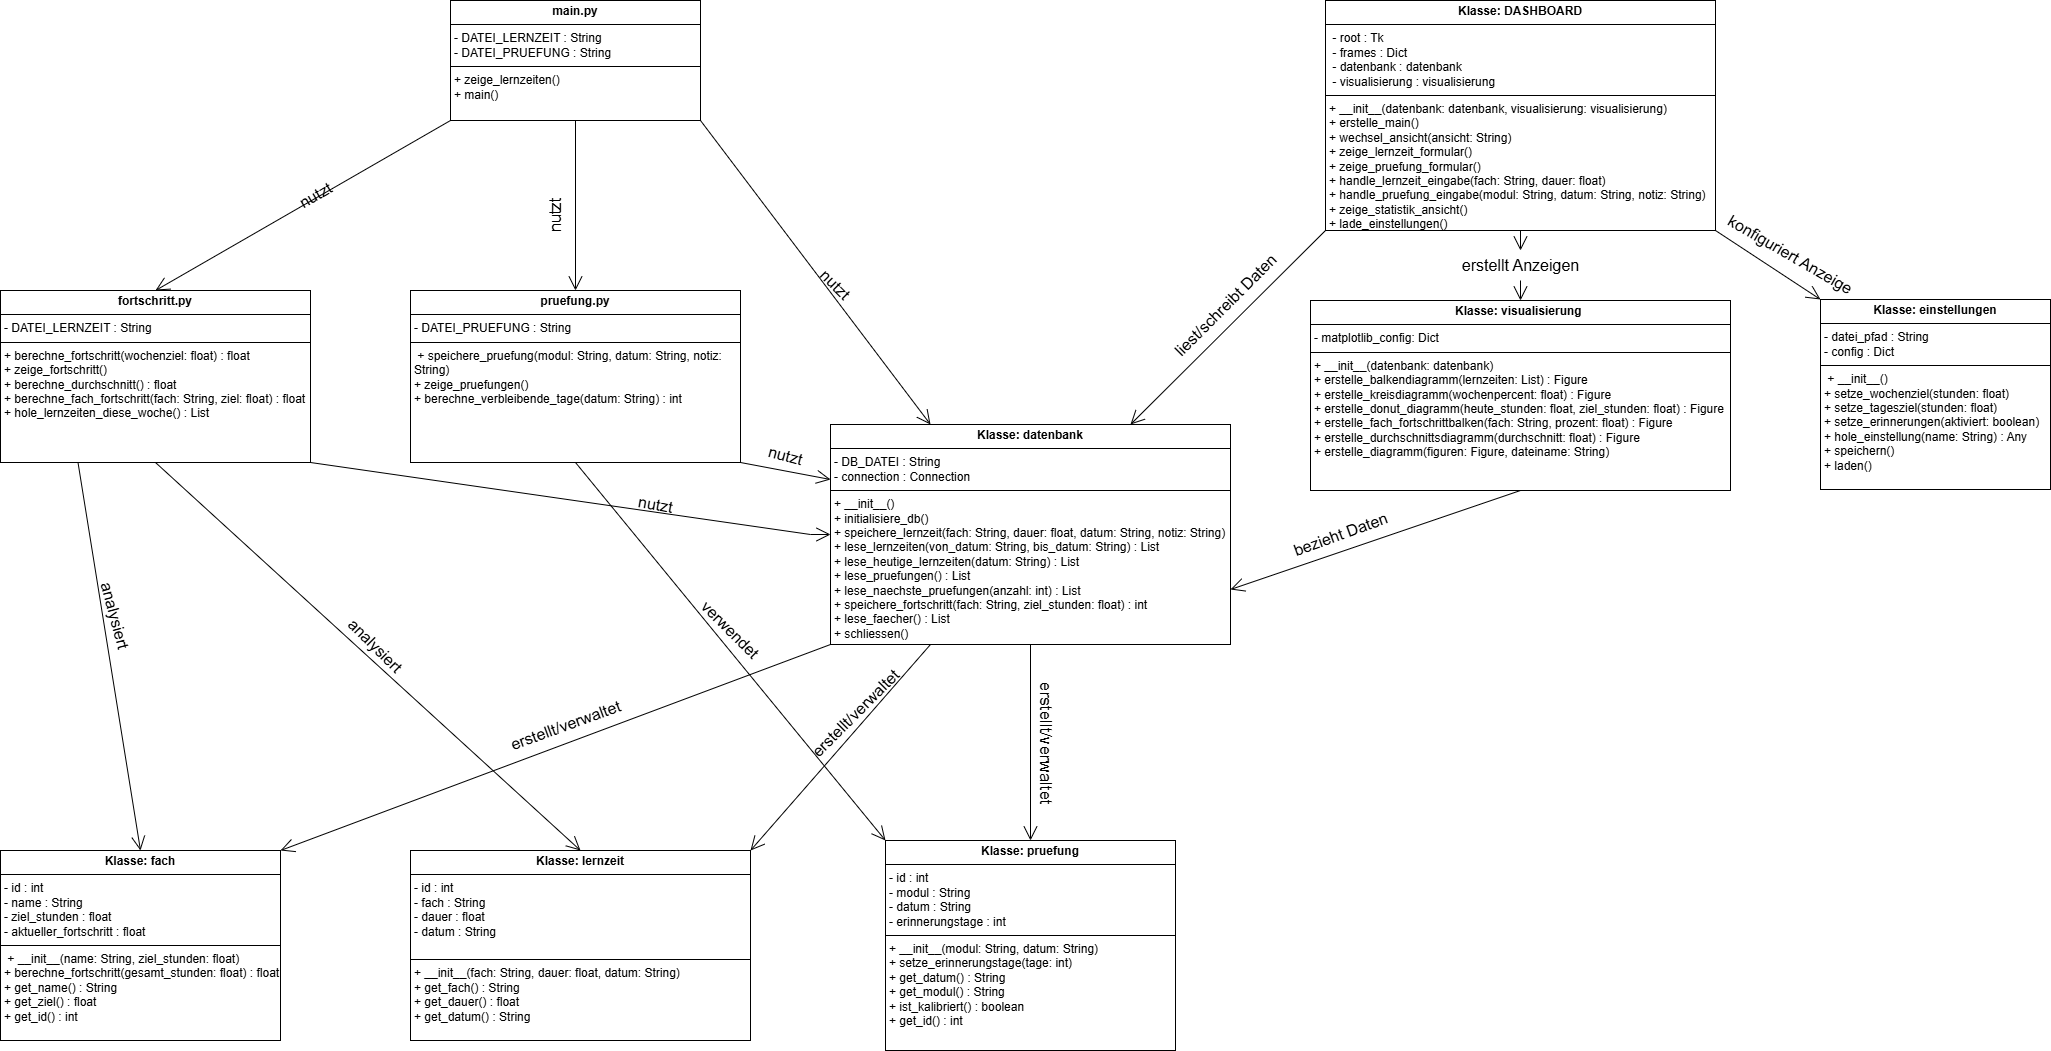 main.py
- DATEI_LERNZEIT : String
- DATEI_PRUEFUNG : String
+ zeige_lernzeiten()
+ main()
Klasse: DASHBOARD
- root : Tk
- frames : Dict
- datenbank : datenbank
- visualisierung : visualisierung
+ __init__(datenbank: datenbank, visualisierung: visualisierung)
+ erstelle_main()
+ wechsel_ansicht(ansicht: String)
+ zeige_lernzeit_formular()
+ zeige_pruefung_formular()
+ handle_lernzeit_eingabe(fach: String, dauer: float)
+ handle_pruefung_eingabe(modul: String, datum: String, notiz: String)
+ zeige_statistik_ansicht()
+ lade_einstellungen()
nutzt
nutzt
nutzt
liest/schreibt Daten
erstellt Anzeigen
konfiguriert Anzeige
fortschritt.py
- DATEI_LERNZEIT : String
+ berechne_fortschritt(wochenziel: float) : float
+ zeige_fortschritt()
+ berechne_durchschnitt() : float
+ berechne_fach_fortschritt(fach: String, ziel: float) : float
+ hole_lernzeiten_diese_woche() : List
pruefung.py
- DATEI_PRUEFUNG : String
+ speichere_pruefung(modul: String, datum: String, notiz:
String)
+ zeige_pruefungen()
+ berechne_verbleibende_tage(datum: String) : int
Klasse: visualisierung
- matplotlib_config: Dict
+ __init__(datenbank: datenbank)
+ erstelle_balkendiagramm(lernzeiten: List) : Figure
+ erstelle_kreisdiagramm(wochenpercent: float) : Figure
+ erstelle_donut_diagramm(heute_stunden: float, ziel_stunden: float) : Figure
+ erstelle_fach_fortschrittbalken(fach: String, prozent: float) : Figure
+ erstelle_durchschnittsdiagramm(durchschnitt: float) : Figure
+ erstelle_diagramm(figuren: Figure, dateiname: String)
Klasse: einstellungen
- datei_pfad : String
- config : Dict
+ __init__()
+ setze_wochenziel(stunden: float)
+ setze_tagesziel(stunden: float)
+ setze_erinnerungen(aktiviert: boolean)
+ hole_einstellung(name: String) : Any
+ speichern()
+ laden()
nutzt
nutzt
Klasse: datenbank
- DB_DATEI : String
- connection : Connection
+ __init__()
+ initialisiere_db()
+ speichere_lernzeit(fach: String, dauer: float, datum: String, notiz: String)
+ lese_lernzeiten(von_datum: String, bis_datum: String) : List
+ lese_heutige_lernzeiten(datum: String) : List
+ lese_pruefungen() : List
+ lese_naechste_pruefungen(anzahl: int) : List
+ speichere_fortschritt(fach: String, ziel_stunden: float) : int
+ lese_faecher() : List
+ schliessen()
bezieht Daten
analysiert
analysiert
verwendet
erstellt/verwaltet
erstellt/verwaltet
erstellt/verwaltet
Klasse: fach
- id : int
- name : String
- ziel_stunden : float
- aktueller_fortschritt : float
+ __init__(name: String, ziel_stunden: float)
+ berechne_fortschritt(gesamt_stunden: float) : float
+ get_name() : String
+ get_ziel() : float
+ get_id() : int
Klasse: lernzeit
- id : int
- fach : String
- dauer : float
- datum : String
+ __init__(fach: String, dauer: float, datum: String)
+ get_fach() : String
+ get_dauer() : float
+ get_datum() : String
Klasse: pruefung
- id : int
- modul : String
- datum : String
- erinnerungstage : int
+ __init__(modul: String, datum: String)
+ setze_erinnerungstage(tage: int)
+ get_datum() : String
+ get_modul() : String
+ ist_kalibriert() : boolean
+ get_id() : int